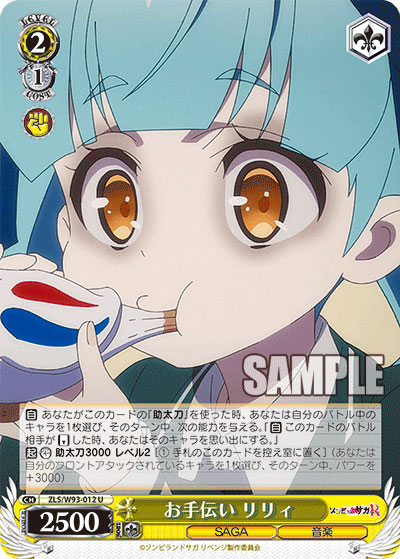 LEVEL
2
1
COST
SAMPLE
自 あなたがこのカードの『助太刀』を使った時、あなたは自分のバトル中の
キャラを1枚選び、そのターン中、次の能力を与える。『自 このカードのバトル
相手が した時、あなたはそのキャラを思い出にする。』
起 助太刀3000 レベル2 [① 手札のこのカードを控え室に置く] (あなたは自
分のフロントアタックされているキャラを1枚選び、そのターン中、パワーを
+3000)
CH ZLS/W93-012 U
2500
SOUL
お手伝い リリィ
ゾンビランドサガR
SAGA
音楽
©ゾンビランドサガ リベンジ製作委員会